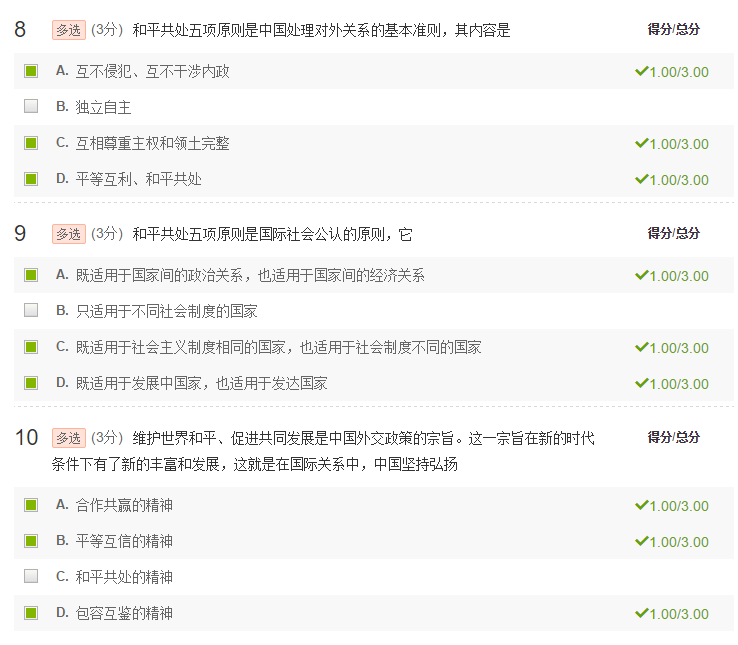 8 多选 (3分) 和平共处五项原则是中国处理对外关系的基本准则，其内容是 得分/总分
A. 互不侵犯、互不干涉内政 1.00/3.00
B. 独立自主
C. 互相尊重主权和领土完整 1.00/3.00
D. 平等互利、和平共处 1.00/3.00
9 多选 (3分) 和平共处五项原则是国际社会公认的原则，它 得分/总分
A. 既适用于国家间的政治关系，也适用于国家间的经济关系 1.00/3.00
B. 只适用于不同社会制度的国家
C. 既适用于社会主义制度相同的国家，也适用于社会制度不同的国家 1.00/3.00
D. 既适用于发展中国家，也适用于发达国家 1.00/3.00
10 多选 (3分) 维护世界和平、促进共同发展是中国外交政策的宗旨。这一宗旨在新的时代 得分/总分
条件下有了新的丰富和发展，这就是在国际关系中，中国坚持弘扬
A. 合作共赢的精神 1.00/3.00
B. 平等互信的精神 1.00/3.00
C. 和平共处的精神
D. 包容互鉴的精神 1.00/3.00